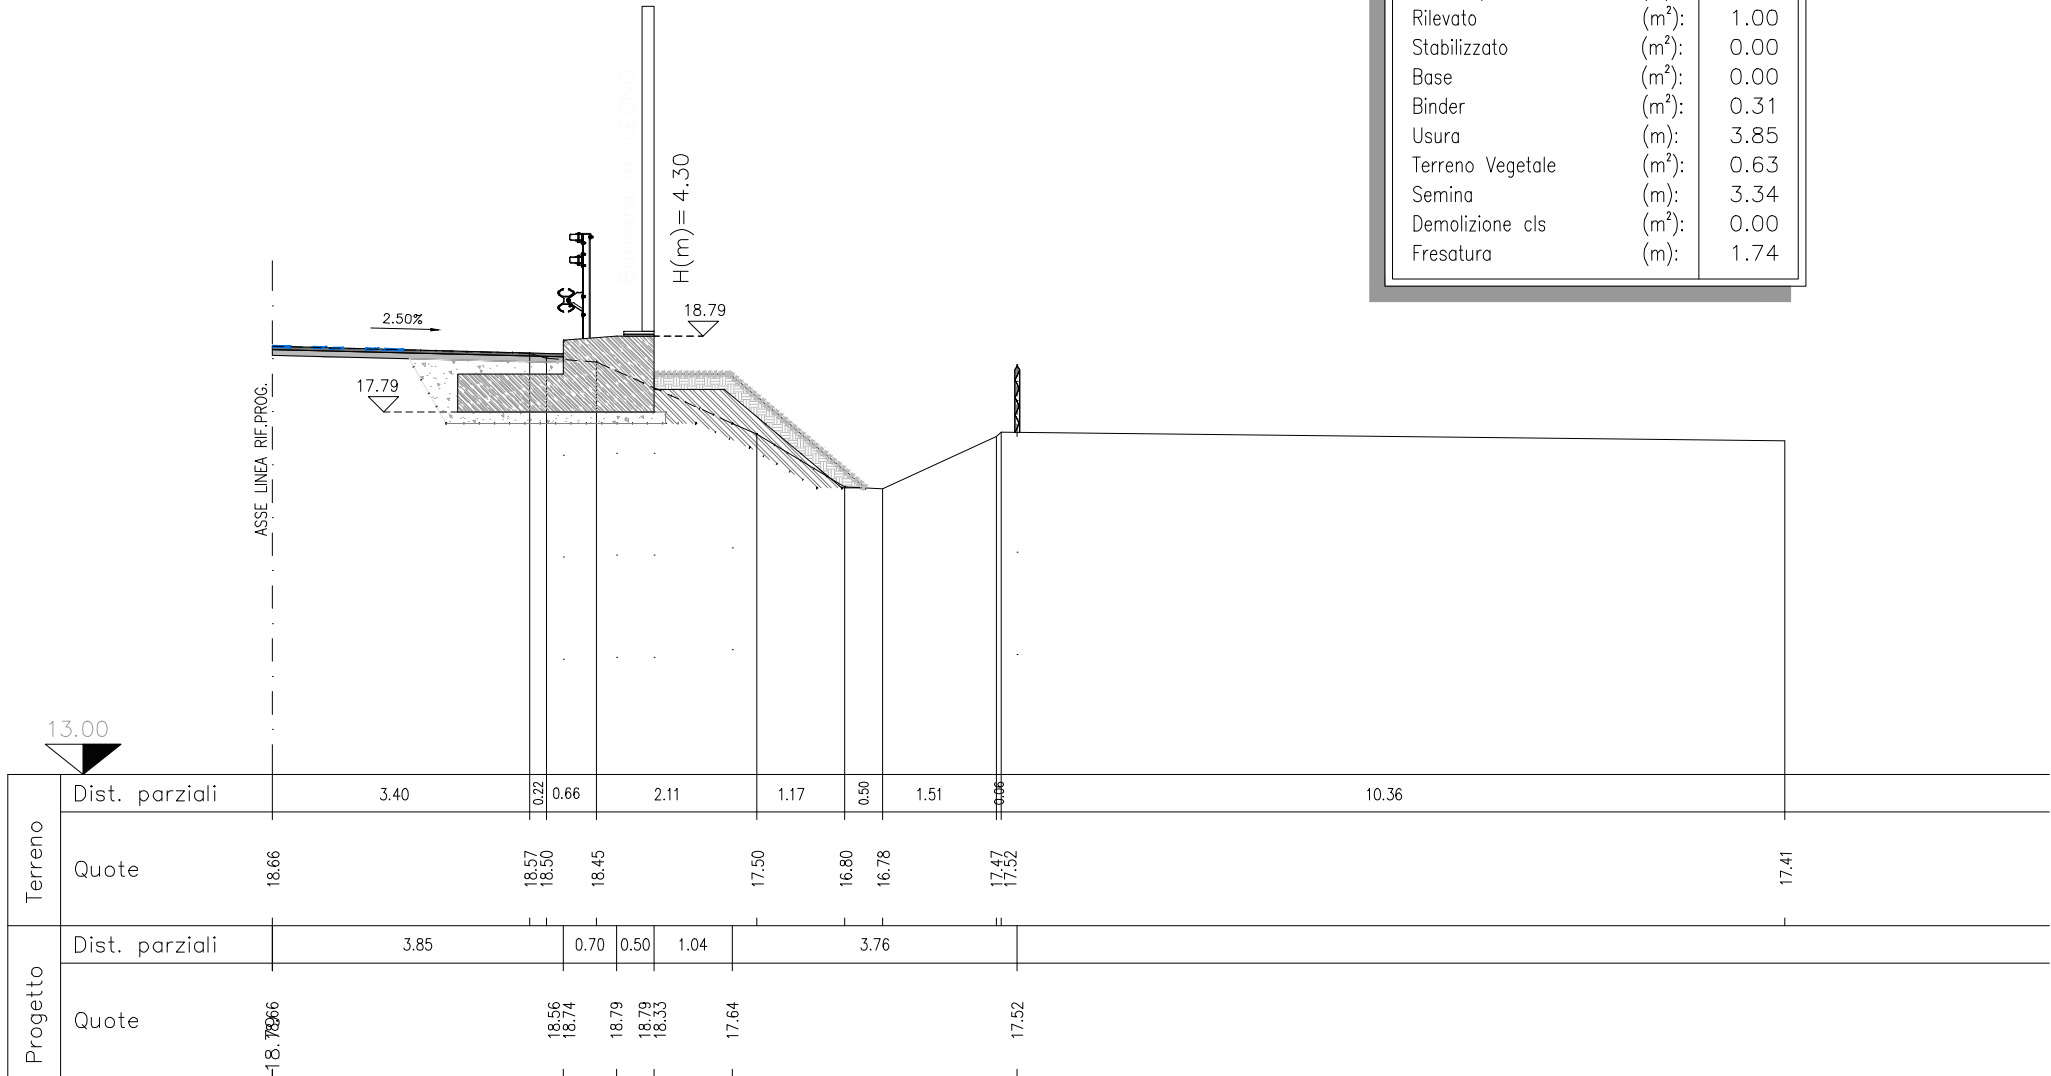 Rilevato (m²): 1.00
Stabilizzato (m²): 0.00
Base (m²): 0.00
Binder (m²): 0.31
Usura (m): 3.85
Terreno Vegetale (m²): 0.63
Semina (m): 3.34
Demolizione cls (m²): 0.00
Fresatura (m): 1.74
H(m)= 4.30
18.79
2.50%
17.79
ASSE LINEA RIF.PROG.
13.00
Terreno
Dist. parziali 3.40 0.22 0.66 2.11 1.17 0.50 1.51 0.06 10.36
Quote 18.66 18.57 18.50 18.45 17.50 16.80 16.78 17.47 17.52 17.41
Progetto
Dist. parziali 3.85 0.70 0.50 1.04 3.76
Quote 18.66 18.56 18.74 18.79 18.79 18.33 17.64 17.52